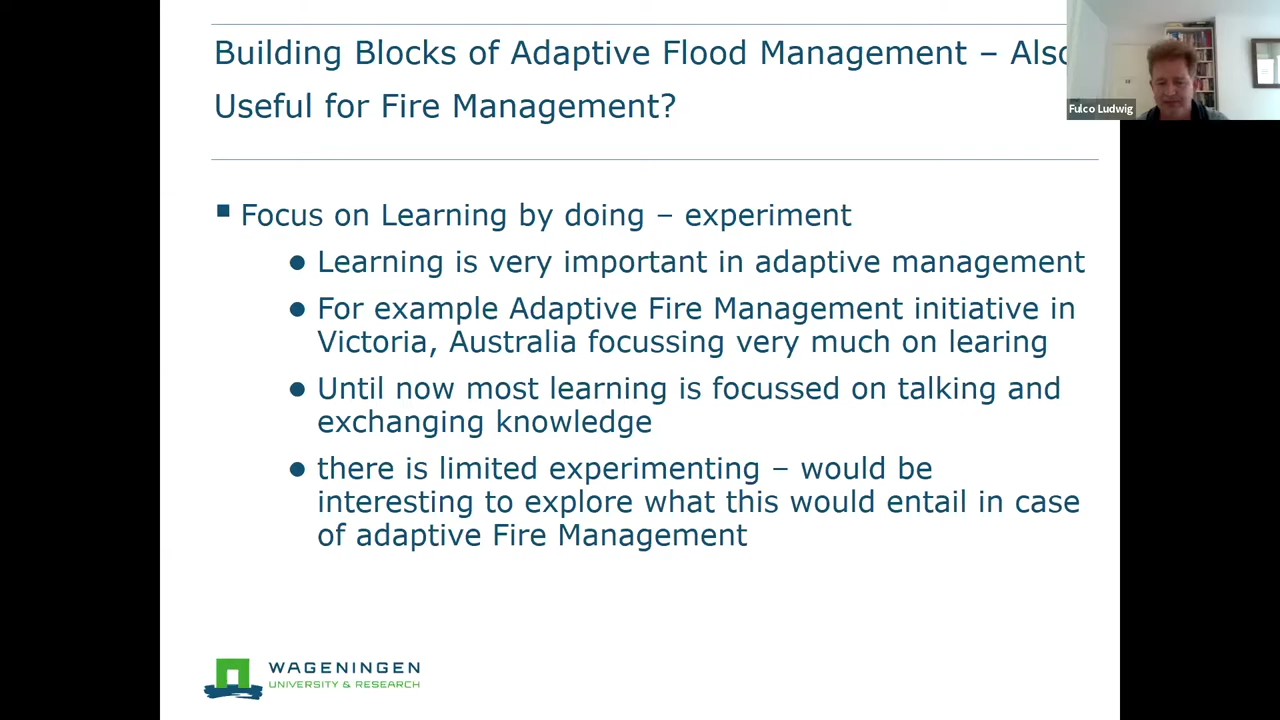 Building Blocks of Adaptive Flood Management – Also
Useful for Fire Management?
Fulco Ludwig
Focus on Learning by doing – experiment
Learning is very important in adaptive management
For example Adaptive Fire Management initiative in
Victoria, Australia focussing very much on learing
Until now most learning is focussed on talking and
exchanging knowledge
there is limited experimenting – would be
interesting to explore what this would entail in case
of adaptive Fire Management
WAGENINGEN
UNIVERSITY & RESEARCH